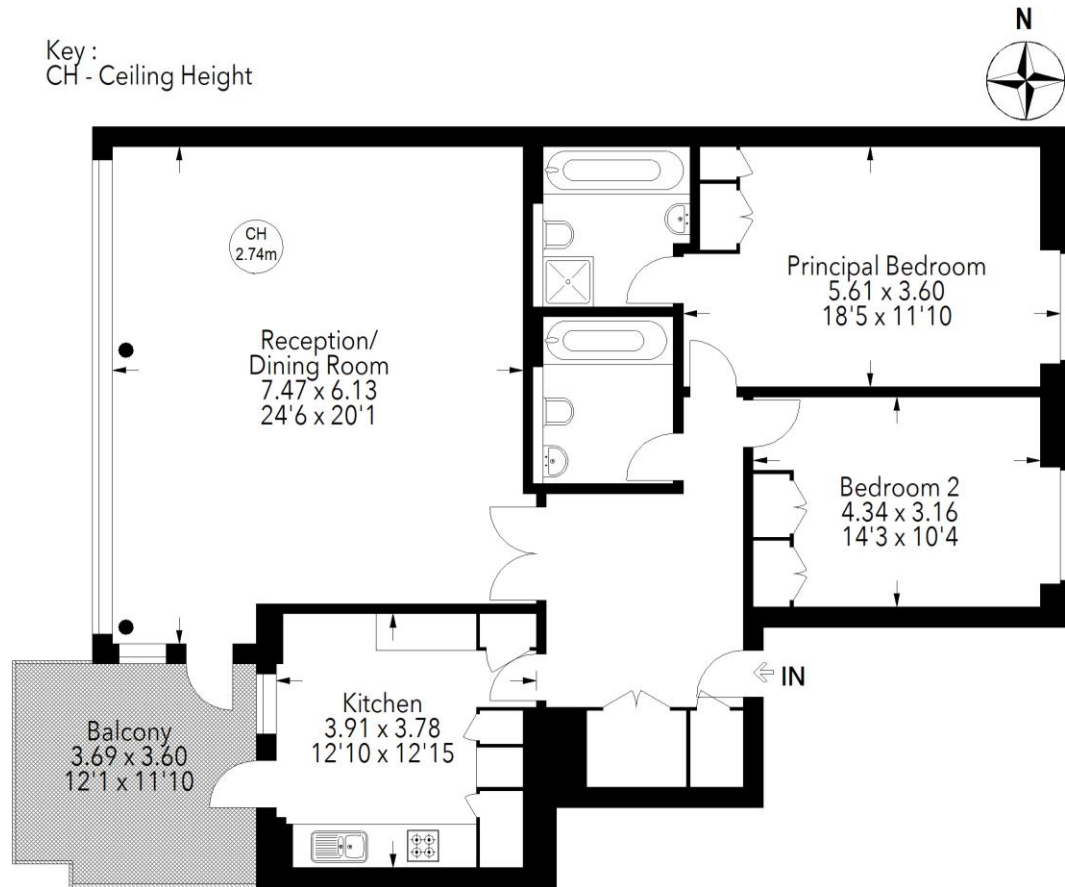 N
Key :
CH - Ceiling Height
CH
2.74m
Principal Bedroom
5.61 x 3.60
18'5 x 11'10
Reception/
Dining Room
7.47 x 6.13
24'6 x 20'1
Bedroom 2
4.34 x 3.16
14'3 x 10'4
IN
Kitchen
3.91 x 3.78
12'10 x 12'15
Balcony
3.69 x 3.60
12'1 x 11'10